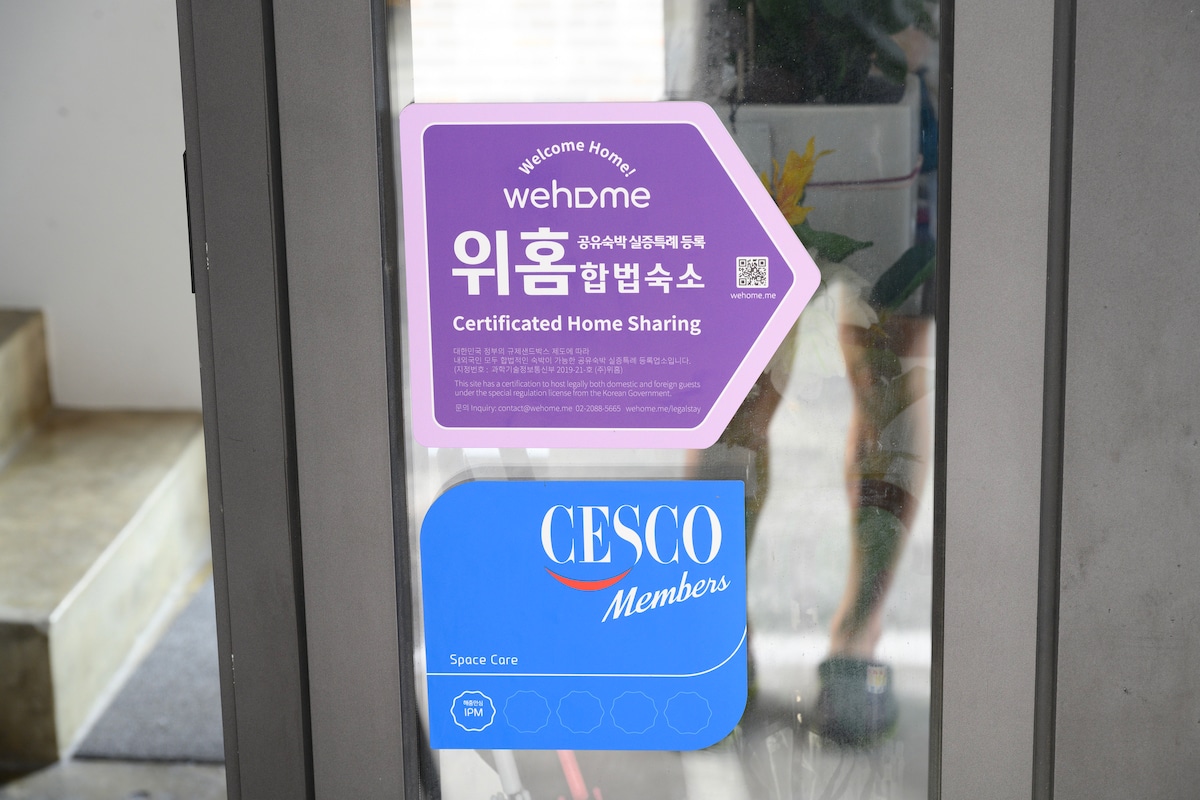 Welcome Home!
wehome
위홈 공유숙박 실증특례 등록
합법숙소
wehome.me
Certificated Home Sharing
대한민국 정부의 규제샌드박스 제도에 따라
내외국인 모두 합법적인 숙박이 가능한 공유숙박 실증특례 등록업소입니다.
(지정번호 : 과학기술정보통신부 2019-21-호 (주)위홈)
This site has a certification to host legally both domestic and foreign guests
under the special regulation license from the Korean Government.
문의 Inquiry: contact@wehome.me 02-2088-5665 wehome.me/legalstay
CESCO
Members
Space Care
해충안심
IPM